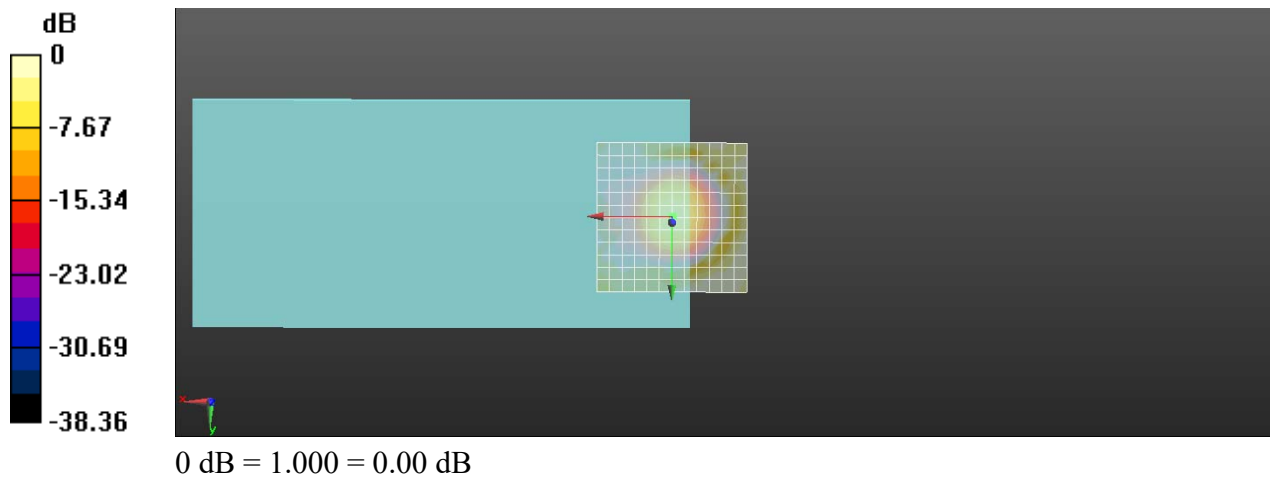 dB
0
-7.67
-15.34
-23.02
-30.69
-38.36
x
y
0 dB = 1.000 = 0.00 dB